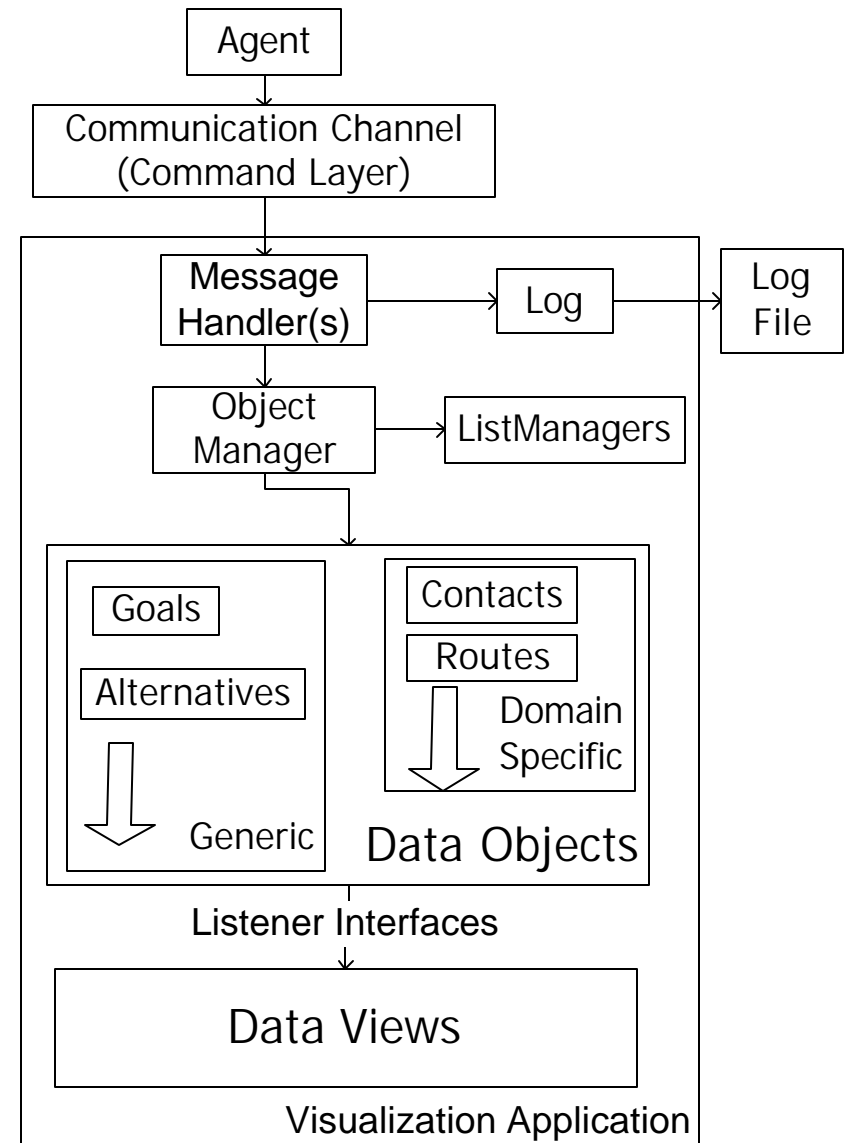 Agent
Communication Channel
(Command Layer)
Message
Handler(s)
Log
Log
File
Object
Manager
ListManagers
Goals
Alternatives
Generic
Contacts
Routes
Domain
Specific
Data Objects
Listener Interfaces
Data Views
Visualization Application